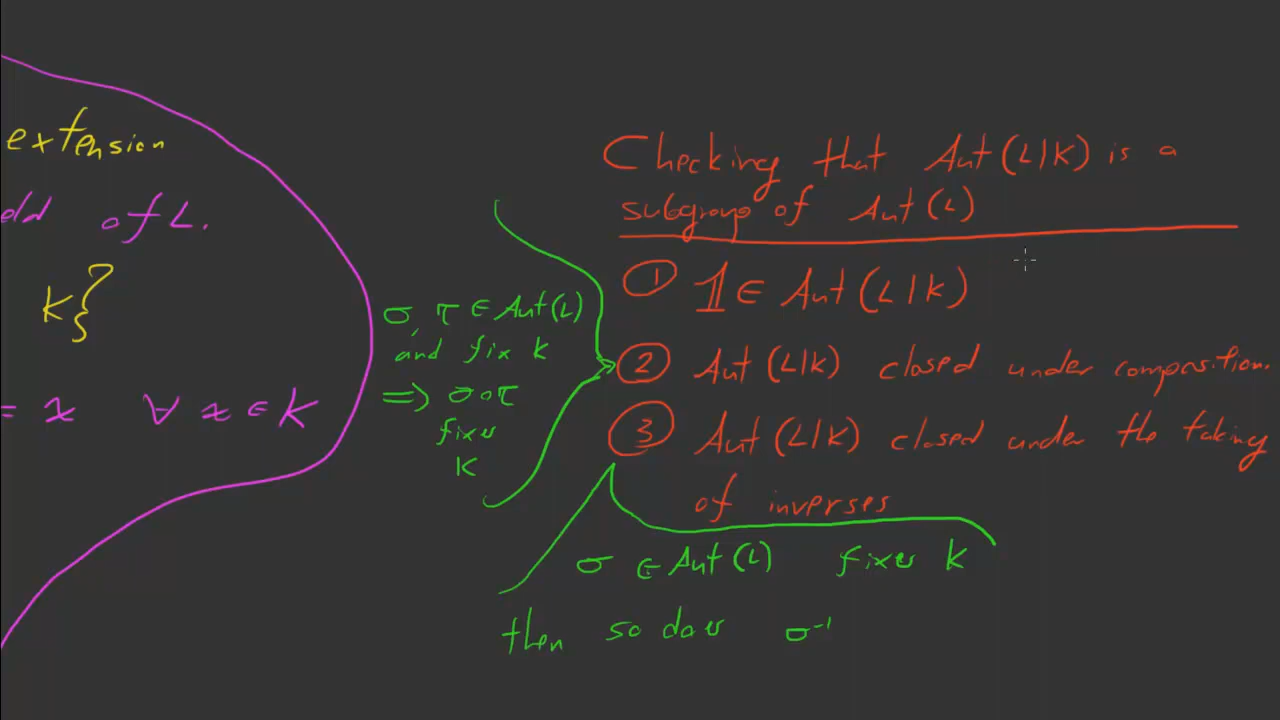 extension
eld of L.
K}
= x ∀ x ∈ K
Checking that Aut(L|K) is a
subgroup of Aut(L)
① 𝟙 ∈ Aut(L|K)
② Aut(L|K) closed under composition.
③ Aut(L|K) closed under the taking
of inverses
σ, τ ∈ Aut(L)
and fix K
⟹ σ∘τ
fixes
K
σ ∈ Aut(L) fixes K
then so does σ⁻¹